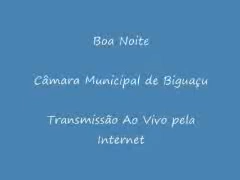 Boa Noite
Câmara Municipal de Biguaçu
Transmissão Ao Vivo pela
Internet